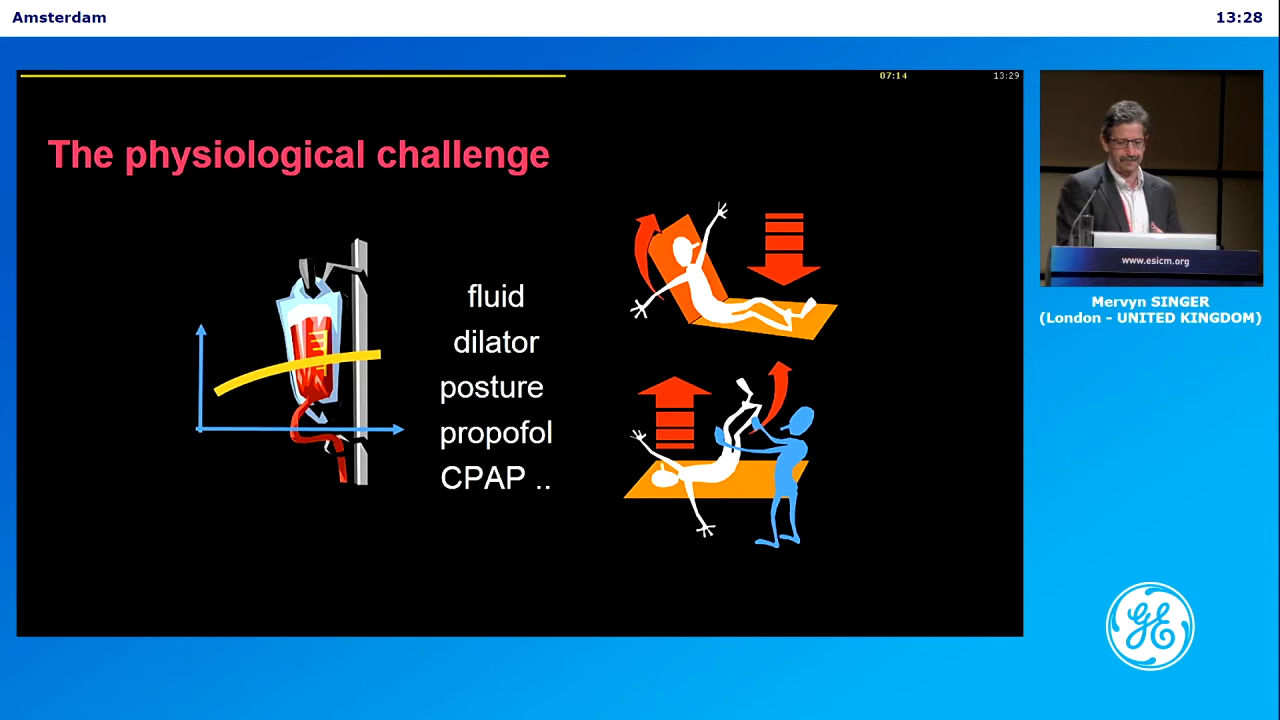 Amsterdam
13:28
07:14
13:29
The physiological challenge
fluid
dilator
posture
propofol
CPAP ..
www.esicm.org
Mervyn SINGER
(London - UNITED KINGDOM)
GE